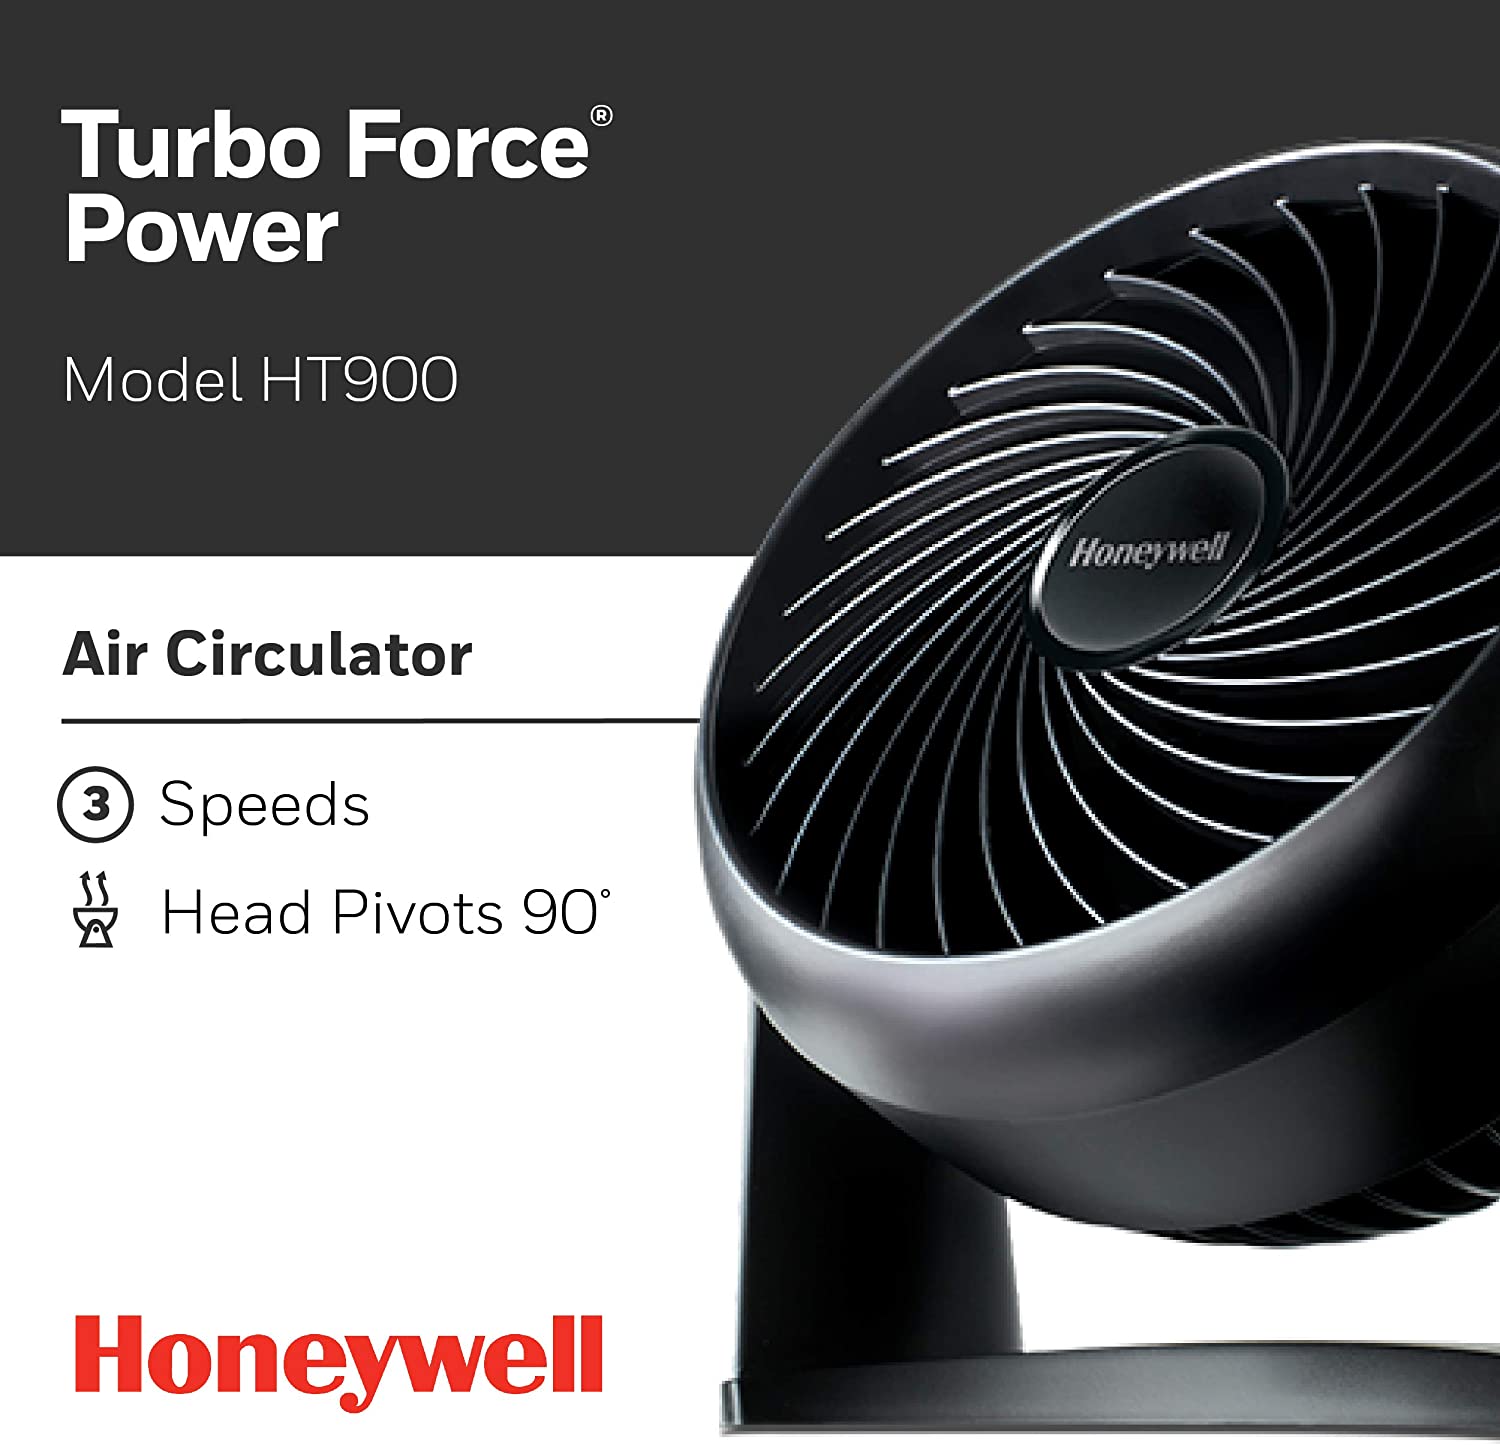 Turbo Force®
Power
Model HT900
Honeywell
Air Circulator
3 Speeds
Head Pivots 90°
Honeywell